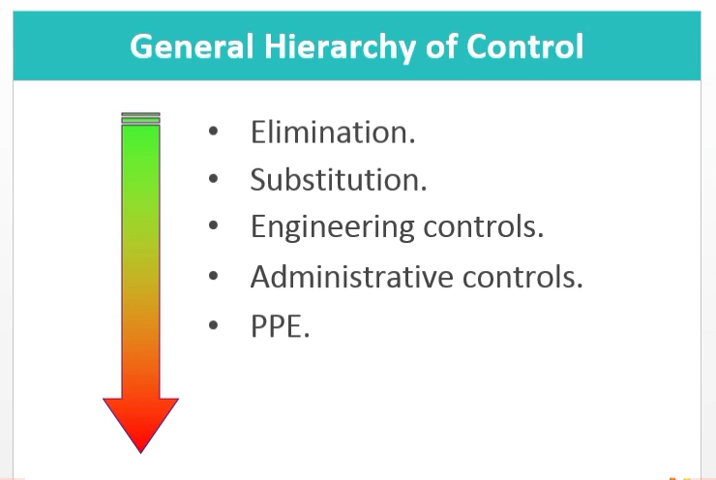 General Hierarchy of Control
• Elimination.
• Substitution.
• Engineering controls.
• Administrative controls.
• PPE.